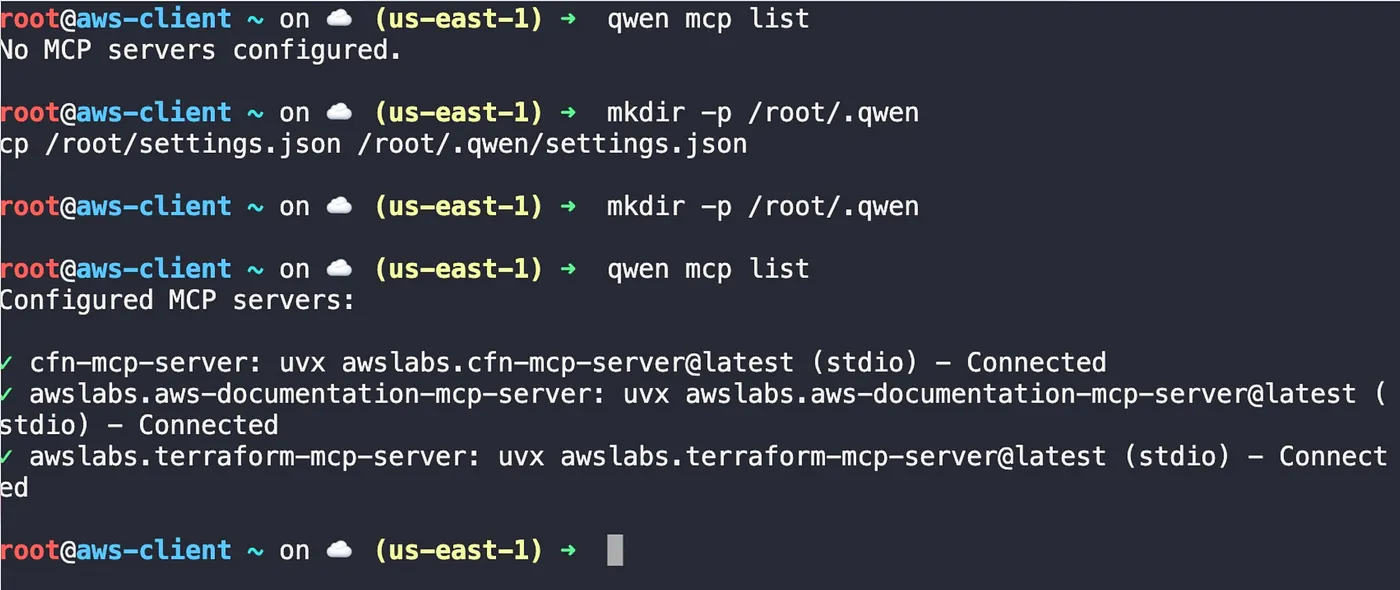 root@aws-client ~ on ☁️ (us-east-1) ➜ qwen mcp list
No MCP servers configured.
root@aws-client ~ on ☁️ (us-east-1) ➜ mkdir -p /root/.qwen
cp /root/settings.json /root/.qwen/settings.json
root@aws-client ~ on ☁️ (us-east-1) ➜ mkdir -p /root/.qwen
root@aws-client ~ on ☁️ (us-east-1) ➜ qwen mcp list
Configured MCP servers:
✓ cfn-mcp-server: uvx awslabs.cfn-mcp-server@latest (stdio) - Connected
✓ awslabs.aws-documentation-mcp-server: uvx awslabs.aws-documentation-mcp-server@latest (
stdio) - Connected
✓ awslabs.terraform-mcp-server: uvx awslabs.terraform-mcp-server@latest (stdio) - Connect
ed
root@aws-client ~ on ☁️ (us-east-1) ➜